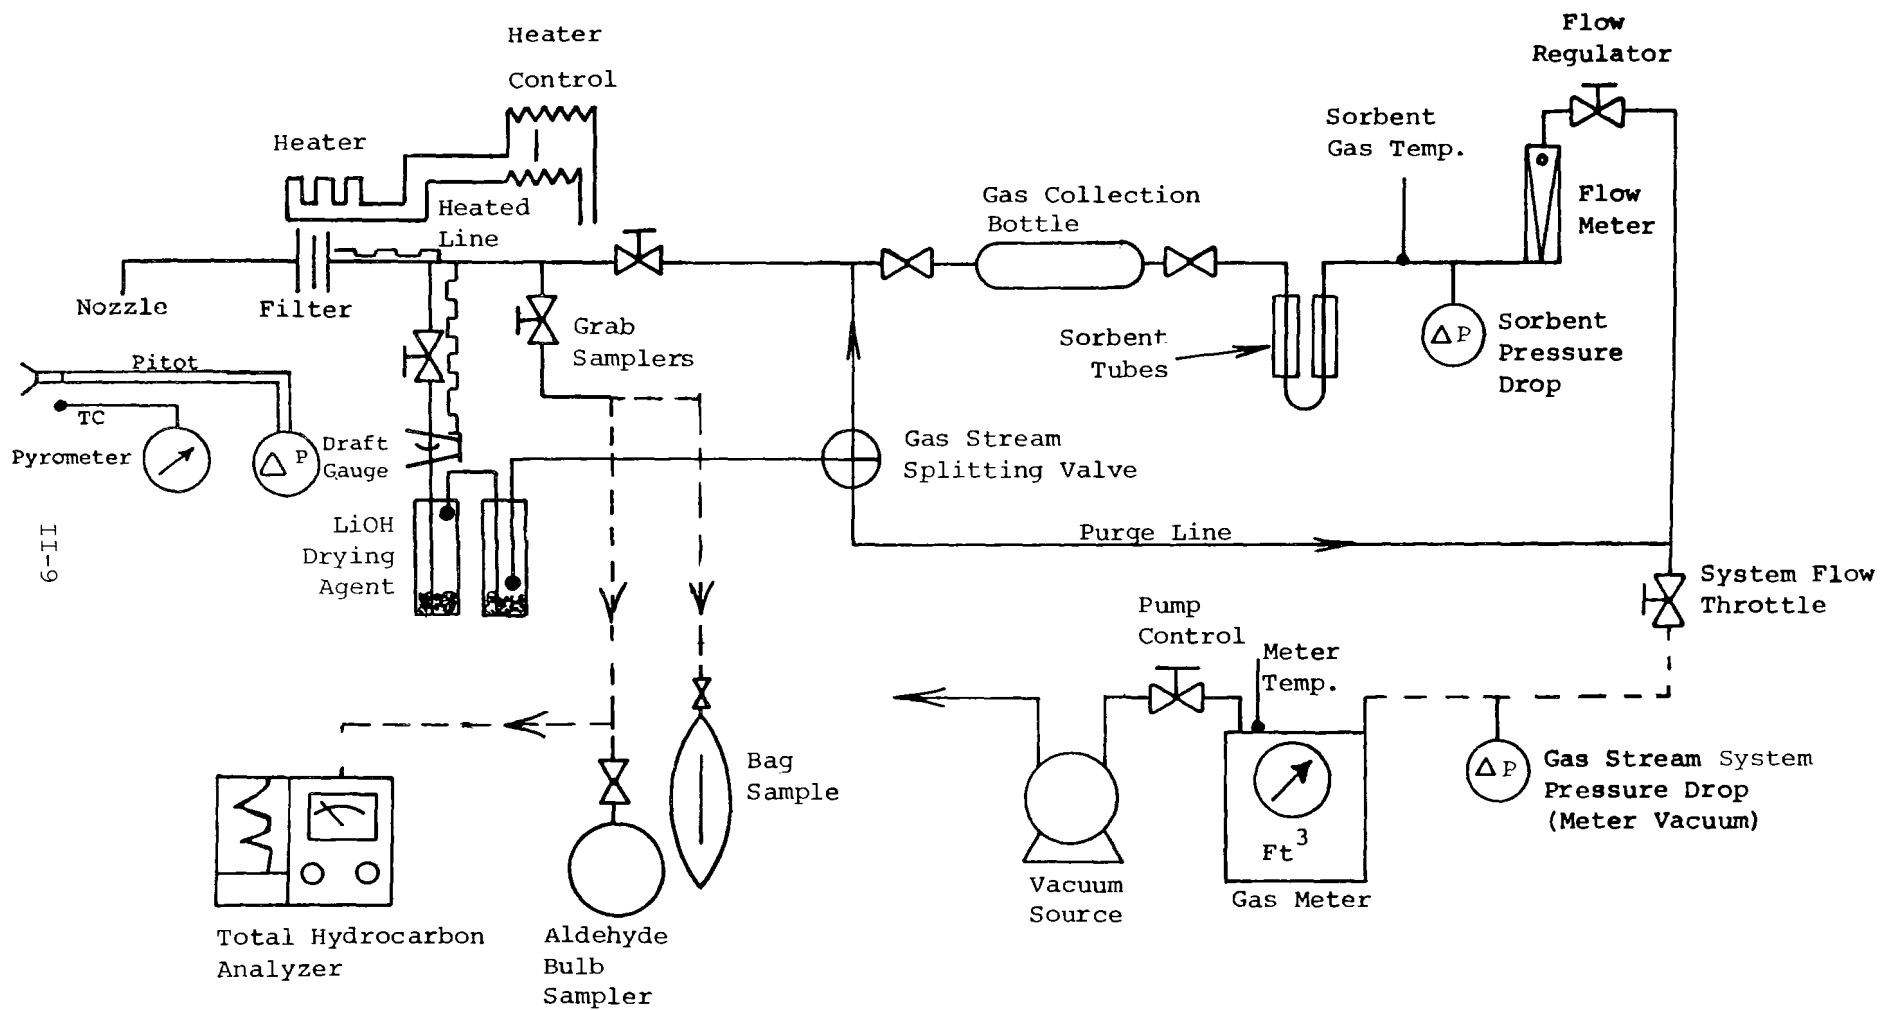 Heater
Control
Flow
Regulator
Heater
Sorbent
Gas Temp.
Heated
Line
Gas Collection
Bottle
Flow
Meter
Nozzle
Filter
Grab
Samplers
Sorbent
Tubes
ΔP
Sorbent
Pressure
Drop
Pitot
TC
Pyrometer
ΔP
Draft
Gauge
Gas Stream
Splitting Valve
LiOH
Drying
Agent
Purge Line
II-9
System Flow
Throttle
Pump
Control
Meter
Temp.
Bag
Sample
ΔP
Gas Stream System
Pressure Drop
(Meter Vacuum)
Ft³
Vacuum
Source
Gas Meter
Total Hydrocarbon
Analyzer
Aldehyde
Bulb
Sampler